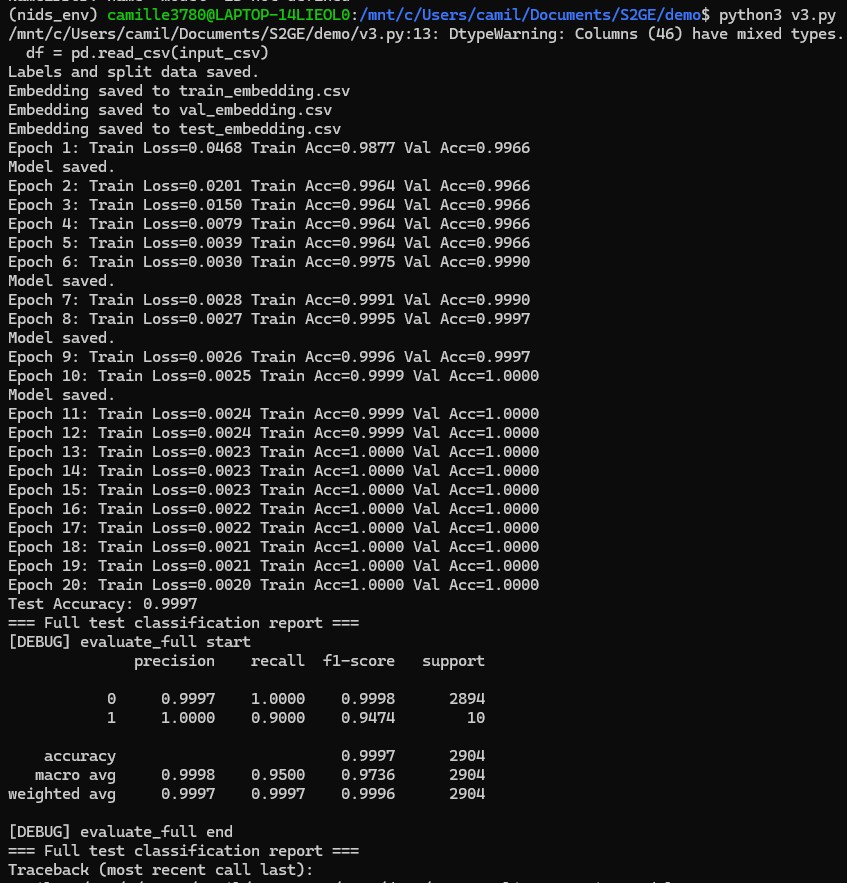 (nids_env) camille3780@LAPTOP-14LIEOL0:/mnt/c/Users/camil/Documents/S2GE/demo$ python3 v3.py
/mnt/c/Users/camil/Documents/S2GE/demo/v3.py:13: DtypeWarning: Columns (46) have mixed types.
  df = pd.read_csv(input_csv)
Labels and split data saved.
Embedding saved to train_embedding.csv
Embedding saved to val_embedding.csv
Embedding saved to test_embedding.csv
Epoch 1: Train Loss=0.0468 Train Acc=0.9877 Val Acc=0.9966
Model saved.
Epoch 2: Train Loss=0.0201 Train Acc=0.9964 Val Acc=0.9966
Epoch 3: Train Loss=0.0150 Train Acc=0.9964 Val Acc=0.9966
Epoch 4: Train Loss=0.0079 Train Acc=0.9964 Val Acc=0.9966
Epoch 5: Train Loss=0.0039 Train Acc=0.9964 Val Acc=0.9966
Epoch 6: Train Loss=0.0030 Train Acc=0.9975 Val Acc=0.9990
Model saved.
Epoch 7: Train Loss=0.0028 Train Acc=0.9991 Val Acc=0.9990
Epoch 8: Train Loss=0.0027 Train Acc=0.9995 Val Acc=0.9997
Model saved.
Epoch 9: Train Loss=0.0026 Train Acc=0.9996 Val Acc=0.9997
Epoch 10: Train Loss=0.0025 Train Acc=0.9999 Val Acc=1.0000
Model saved.
Epoch 11: Train Loss=0.0024 Train Acc=0.9999 Val Acc=1.0000
Epoch 12: Train Loss=0.0024 Train Acc=0.9999 Val Acc=1.0000
Epoch 13: Train Loss=0.0023 Train Acc=1.0000 Val Acc=1.0000
Epoch 14: Train Loss=0.0023 Train Acc=1.0000 Val Acc=1.0000
Epoch 15: Train Loss=0.0023 Train Acc=1.0000 Val Acc=1.0000
Epoch 16: Train Loss=0.0022 Train Acc=1.0000 Val Acc=1.0000
Epoch 17: Train Loss=0.0022 Train Acc=1.0000 Val Acc=1.0000
Epoch 18: Train Loss=0.0021 Train Acc=1.0000 Val Acc=1.0000
Epoch 19: Train Loss=0.0021 Train Acc=1.0000 Val Acc=1.0000
Epoch 20: Train Loss=0.0020 Train Acc=1.0000 Val Acc=1.0000
Test Accuracy: 0.9997
=== Full test classification report ===
[DEBUG] evaluate_full start
              precision    recall  f1-score   support
           0     0.9997    1.0000    0.9998      2894
           1     1.0000    0.9000    0.9474        10
    accuracy                         0.9997      2904
   macro avg     0.9998    0.9500    0.9736      2904
weighted avg     0.9997    0.9997    0.9996      2904
[DEBUG] evaluate_full end
=== Full test classification report ===
Traceback (most recent call last):